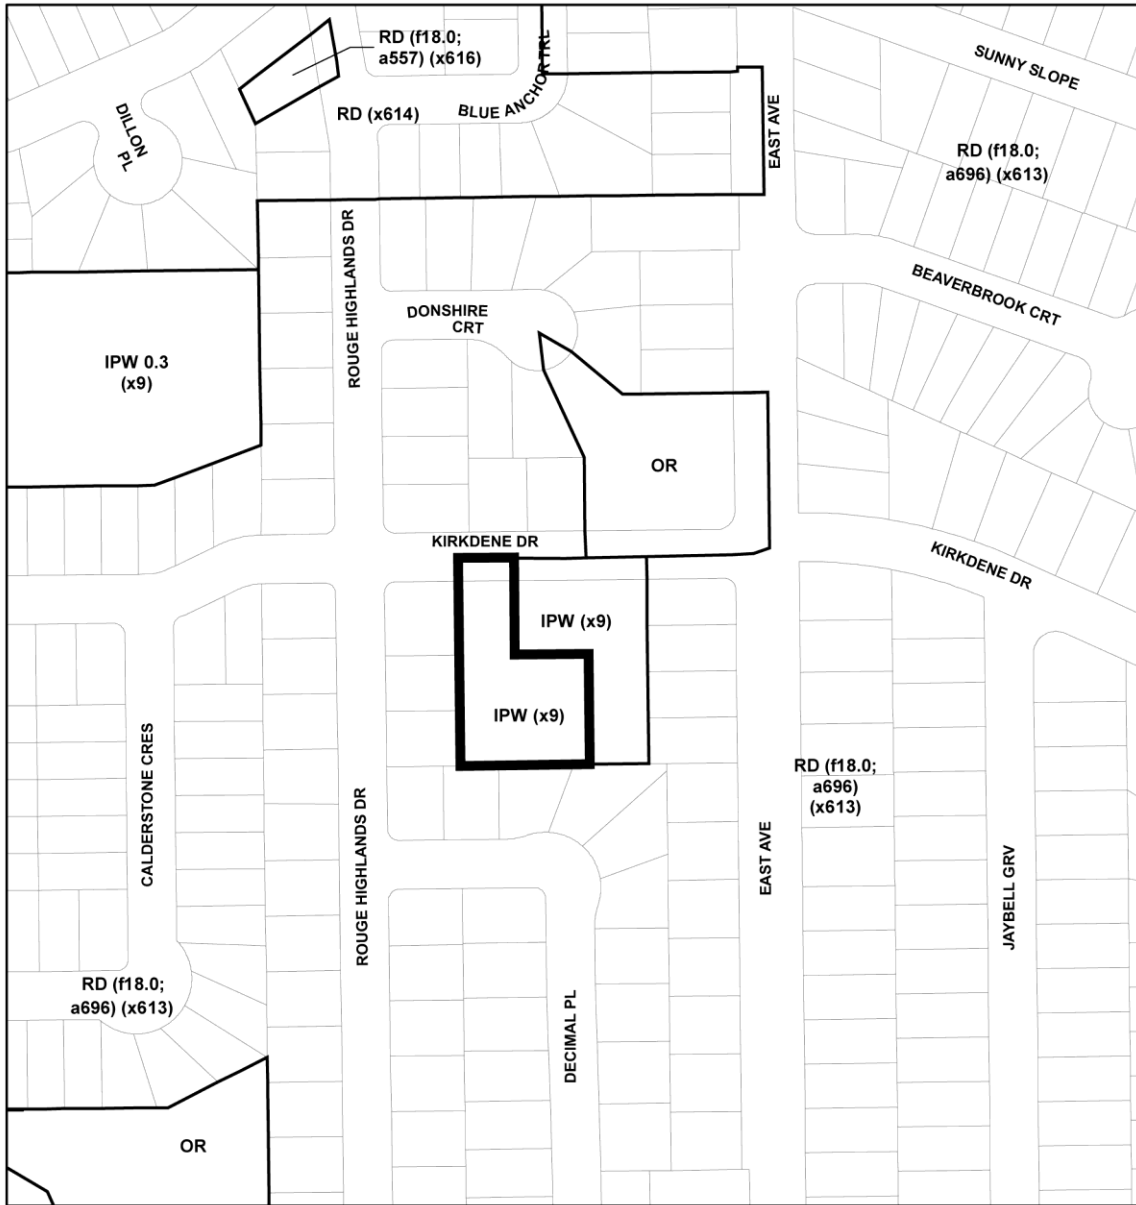 RD (f18.0;
a557) (x616)
RD (x614)
BLUE ANCHOR TRL
DILLON
PL
EAST AVE
SUNNY SLOPE
RD (f18.0;
a696) (x613)
ROUGE HIGHLANDS DR
BEAVERBROOK CRT
DONSHIRE
CRT
IPW 0.3
(x9)
OR
KIRKDENE DR
KIRKDENE DR
IPW (x9)
IPW (x9)
CALDERSTONE CRES
ROUGE HIGHLANDS DR
RD (f18.0;
a696)
(x613)
EAST AVE
JAYBELL GRV
RD (f18.0;
a696) (x613)
DECIMAL PL
OR